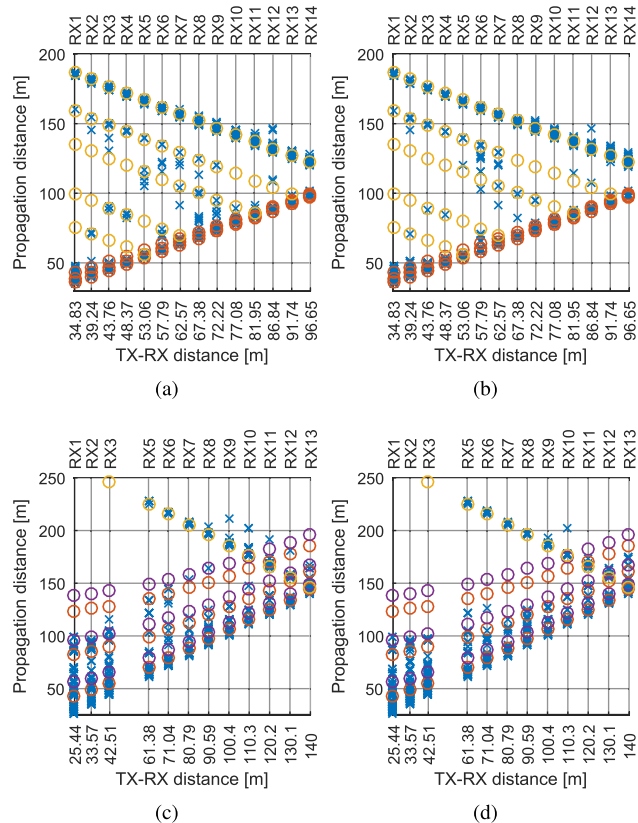 RX1 RX2 RX3 RX4 RX5 RX6 RX7 RX8 RX9 RX10 RX11 RX12 RX13 RX14
200
150
100
50
Propagation distance [m]
34.83 39.24 43.76 48.37 53.06 57.79 62.57 67.38 72.22 77.08 81.95 86.84 91.74 96.65
TX-RX distance [m]
(a)
RX1 RX2 RX3 RX4 RX5 RX6 RX7 RX8 RX9 RX10 RX11 RX12 RX13 RX14
200
150
100
50
Propagation distance [m]
34.83 39.24 43.76 48.37 53.06 57.79 62.57 67.38 72.22 77.08 81.95 86.84 91.74 96.65
TX-RX distance [m]
(b)
RX1 RX2 RX3 RX5 RX6 RX7 RX8 RX9 RX10 RX11 RX12 RX13
250
200
150
100
50
Propagation distance [m]
25.44 33.57 42.51 61.38 71.04 80.79 90.59 100.4 110.3 120.2 130.1 140
TX-RX distance [m]
(c)
RX1 RX2 RX3 RX5 RX6 RX7 RX8 RX9 RX10 RX11 RX12 RX13
250
200
150
100
50
Propagation distance [m]
25.44 33.57 42.51 61.38 71.04 80.79 90.59 100.4 110.3 120.2 130.1 140
TX-RX distance [m]
(d)